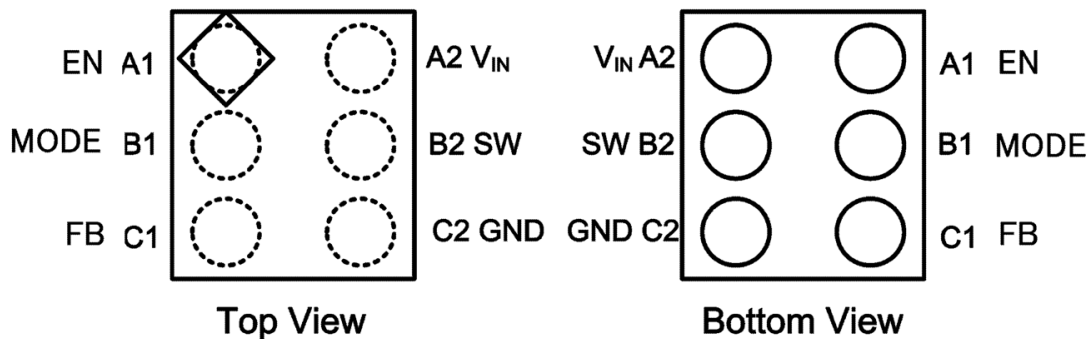 EN A1 A2 VIN VIN A2 A1 EN
MODE B1 B2 SW SW B2 B1 MODE
FB C1 C2 GND GND C2 C1 FB
Top View Bottom View